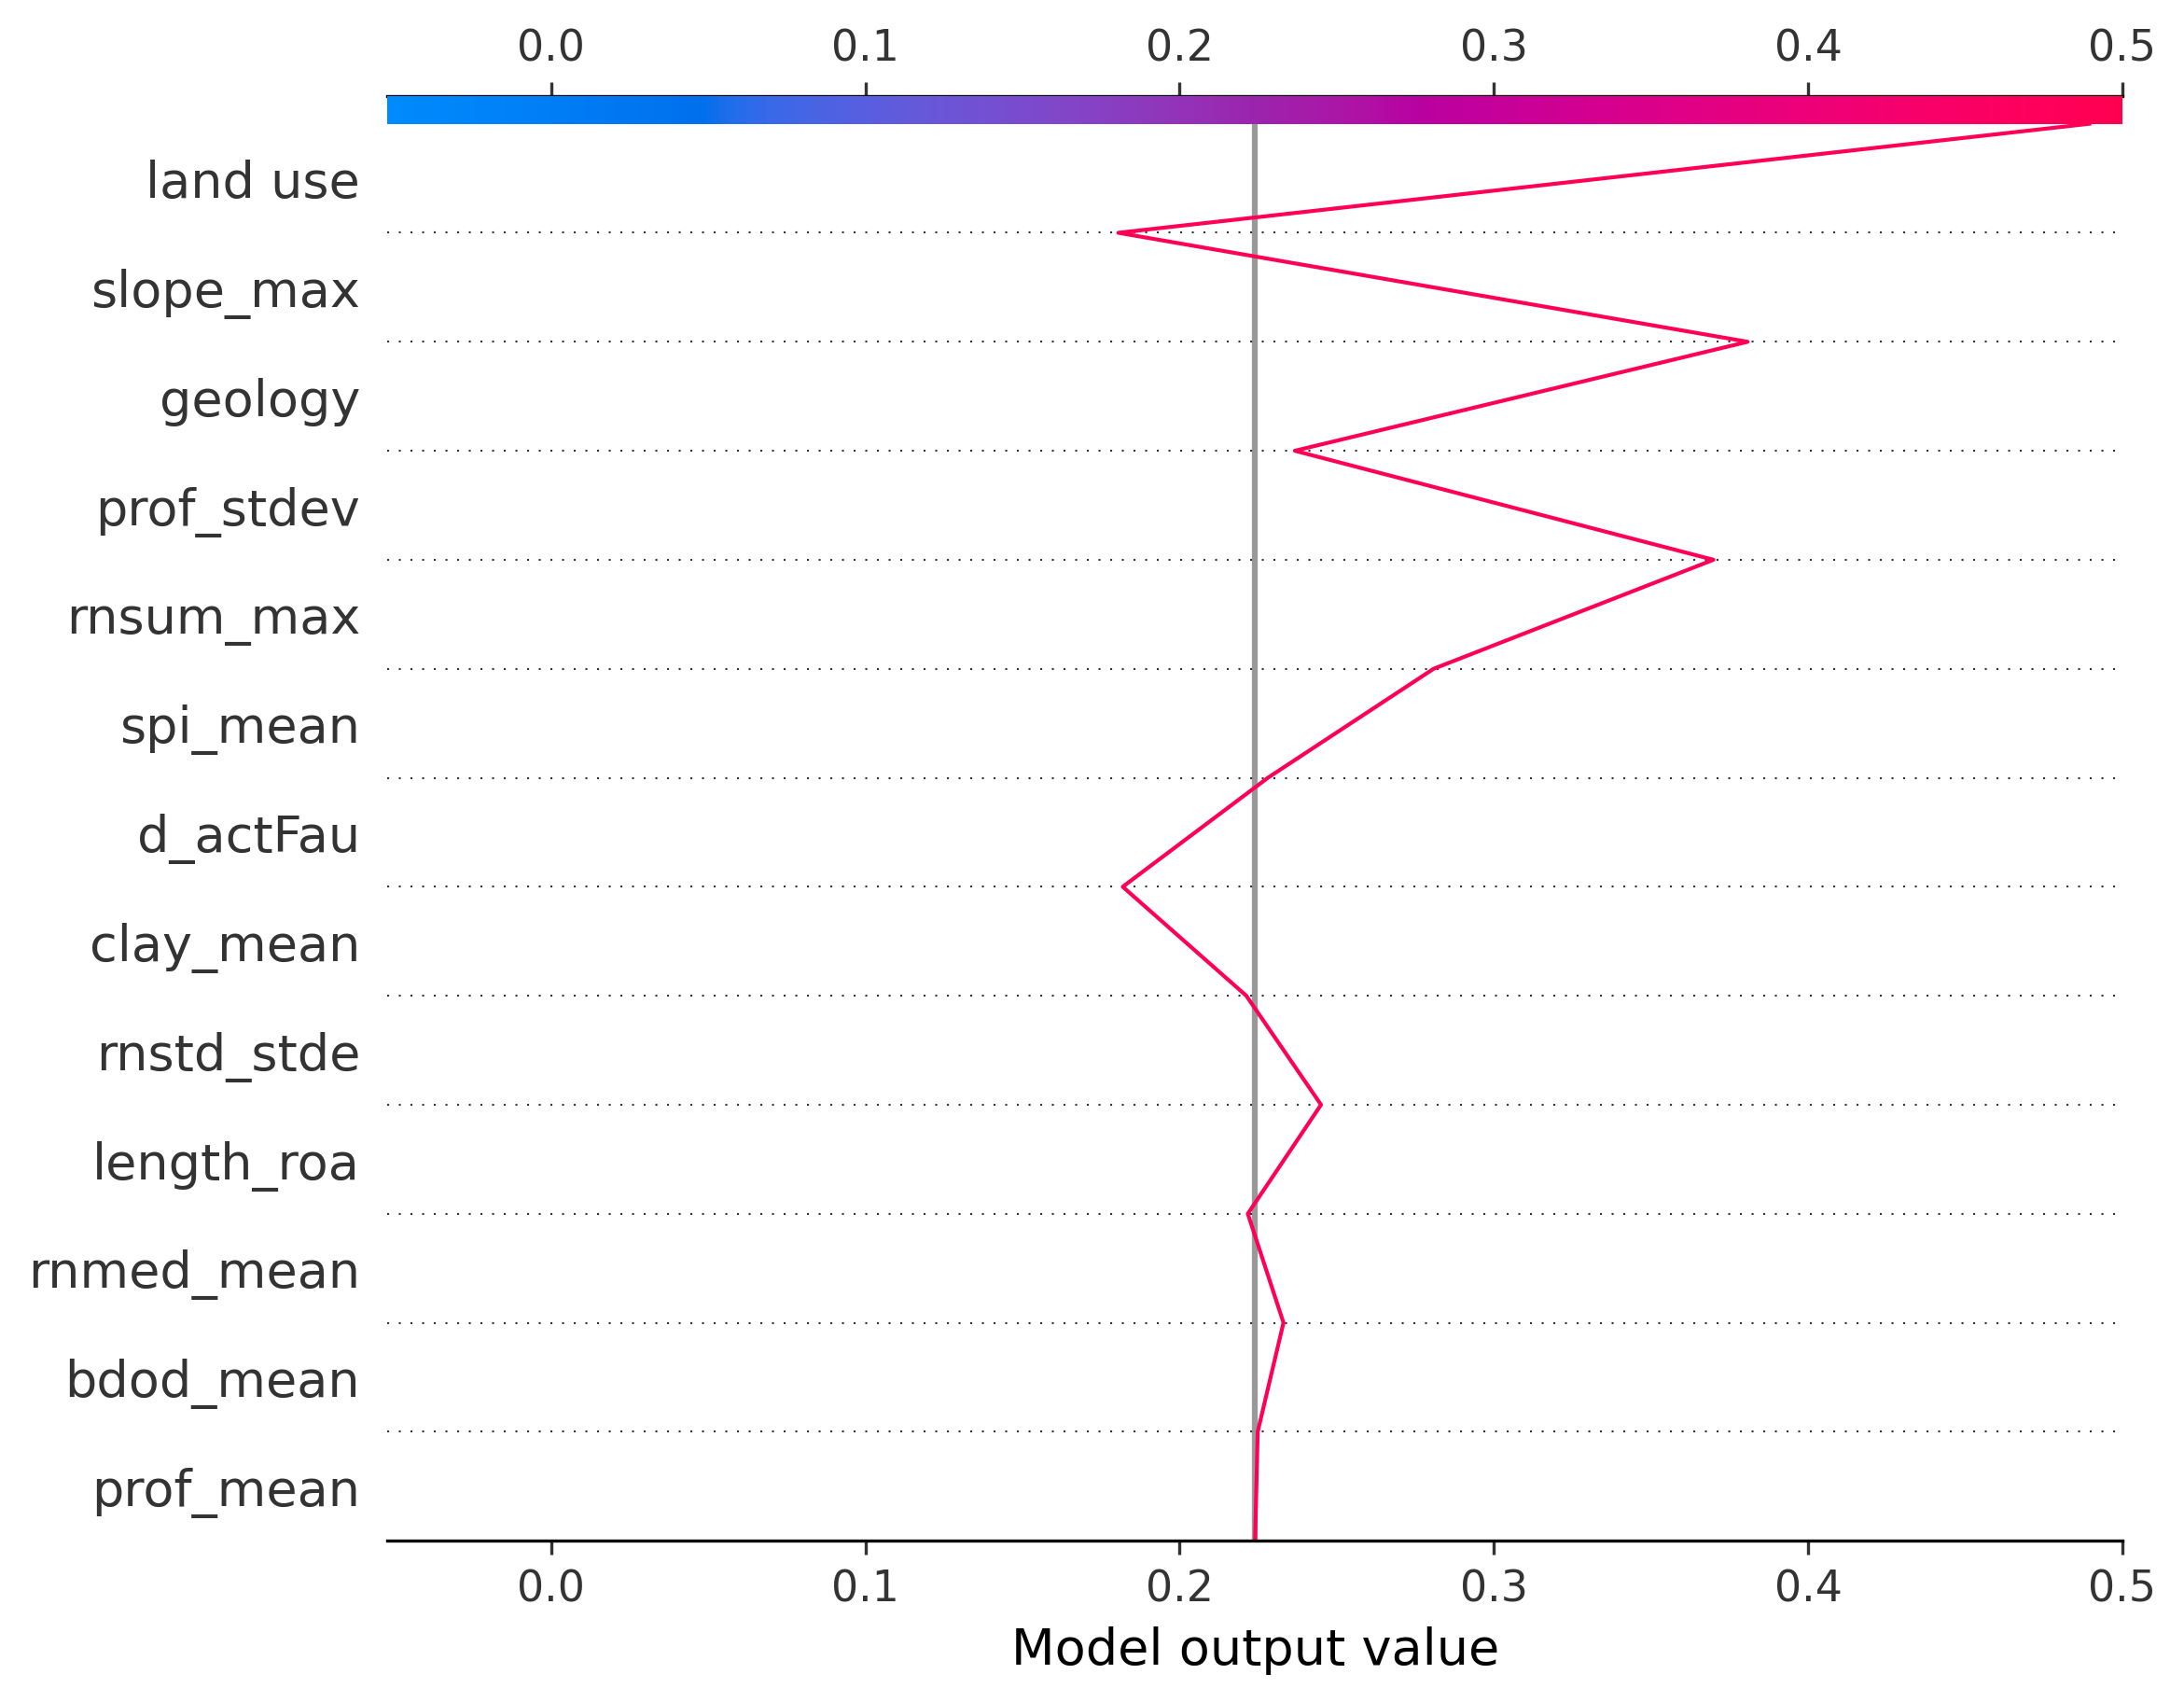 0.0 0.1 0.2 0.3 0.4 0.5
land use
slope_max
geology
prof_stdev
rnsum_max
spi_mean
d_actFau
clay_mean
rnstd_stde
length_roa
rnmed_mean
bdod_mean
prof_mean
0.0 0.1 0.2 0.3 0.4 0.5
Model output value